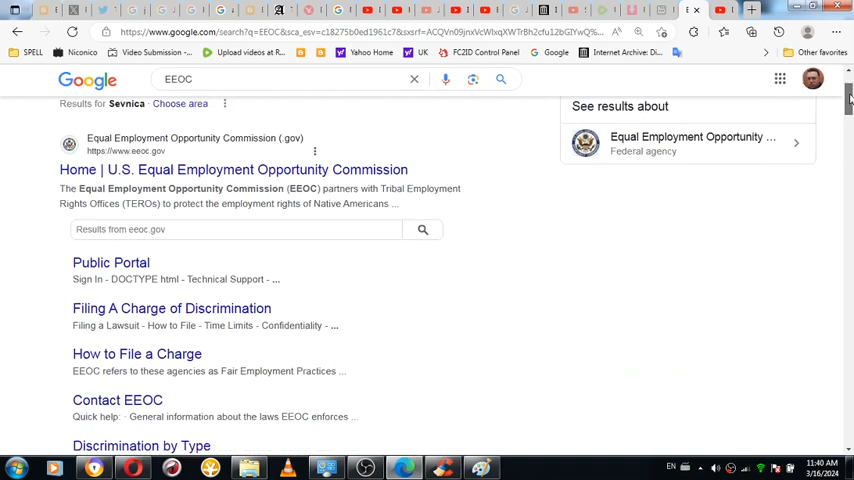 https://www.google.com/search?q=EEOC&sca_esv=c18275b0ed1961c7&sxsrf=
SPELL Niconico Video Submission -... Upload videos at R... Yahoo Home UK FC2ID Control Panel Google Internet Archive: Di... Other favorites
Google EEOC
Results for Sevnica · Choose area
See results about
Equal Employment Opportunity Commission (.gov)
https://www.eeoc.gov
Equal Employment Opportunity ...
Federal agency
Home | U.S. Equal Employment Opportunity Commission
The Equal Employment Opportunity Commission (EEOC) partners with Tribal Employment
Rights Offices (TEROs) to protect the employment rights of Native Americans ...
Results from eeoc.gov
Public Portal
Sign In - DOCTYPE html - Technical Support - ...
Filing A Charge of Discrimination
Filing a Lawsuit - How to File - Time Limits - Confidentiality - ...
How to File a Charge
EEOC refers to these agencies as Fair Employment Practices ...
Contact EEOC
Quick help: · General information about the laws EEOC enforces ...
Discrimination by Type
EN
11:40 AM
3/16/2024